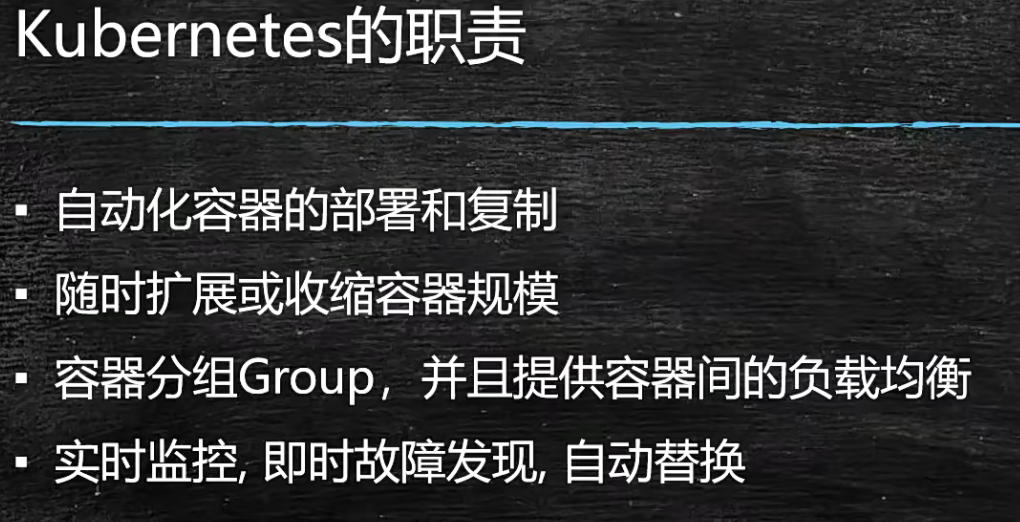 Kubernetes的职责
▪ 自动化容器的部署和复制
▪ 随时扩展或收缩容器规模
▪ 容器分组Group，并且提供容器间的负载均衡
▪ 实时监控, 即时故障发现, 自动替换